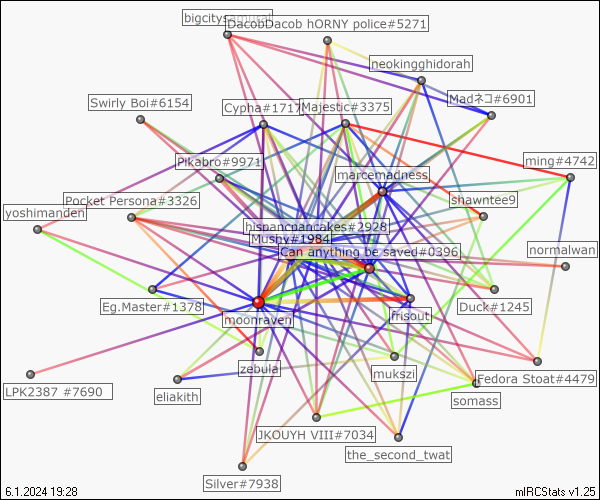 bigcitysamurai
DacobDacob hORNY police#5271
neokingghidorah
Madネコ#6901
Swirly Boi#6154
Cypha#1717
Majestic#3375
ming#4742
Pikabro#9971
marcemadness
Pocket Persona#3326
shawntee9
yoshimanden
hispancpancakes#2928
Mushy#1984
Can anything be saved#0396
normalwan
Eg.Master#1378
Duck#1245
moonraven
frisout
zebula
mukszi
Fedora Stoat#4479
LPK2387 #7690
eliakith
somass
JKOUYH VIII#7034
the_second_twat
Silver#7938
6.1.2024 19:28
mIRCStats v1.25